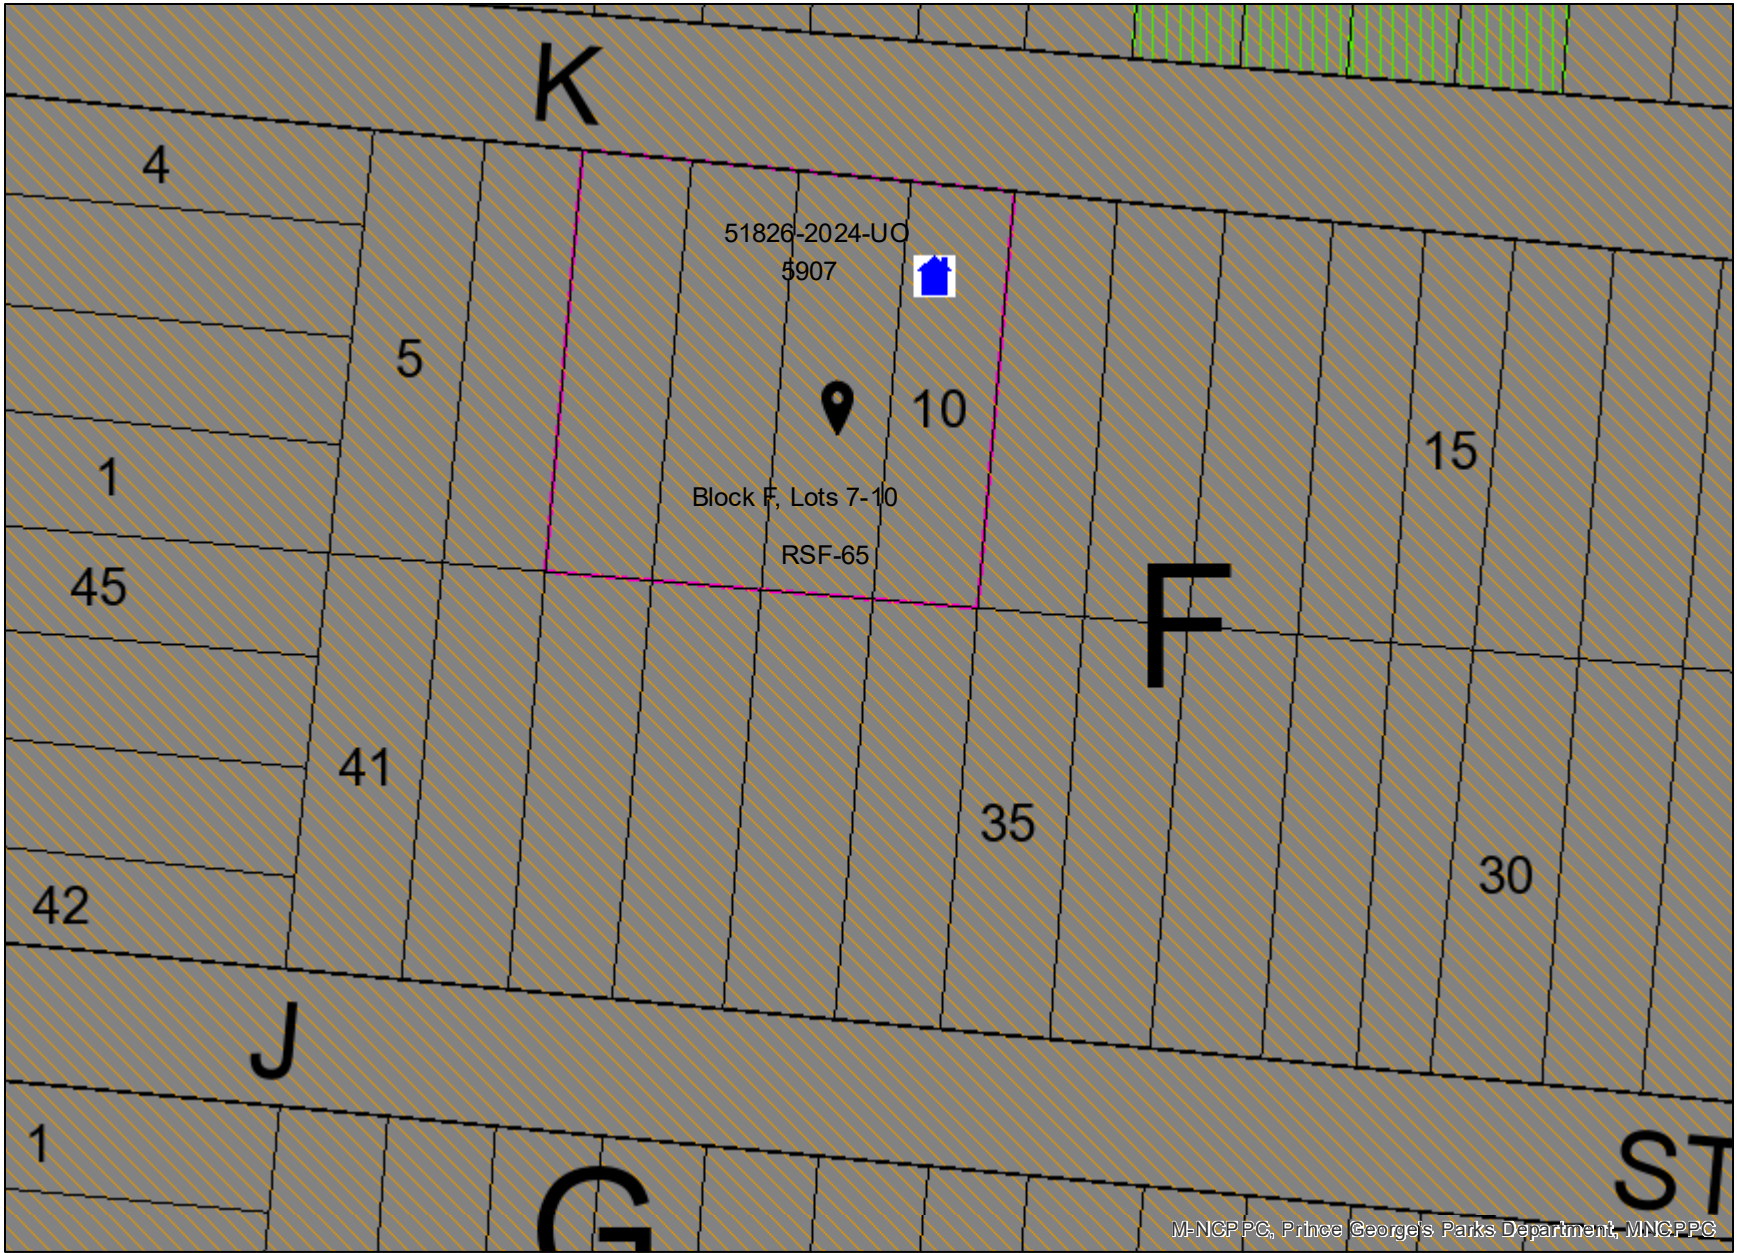 K
4
51826-2024-UO
5907
5
10
15
1
Block F, Lots 7-10
RSF-65
45
F
41
35
30
42
J
1
G
ST
M-NCPPC, Prince George's Parks Department, MNCPPC